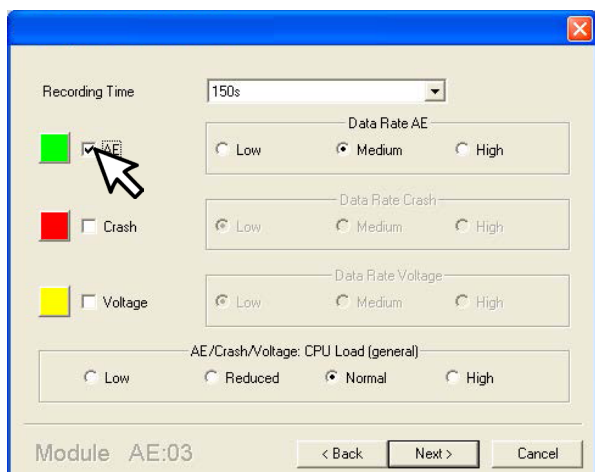 Recording Time 150s
Data Rate AE
AE Low Medium High
Data Rate Crash
Crash Low Medium High
Data Rate Voltage
Voltage Low Medium High
AE/Crash/Voltage: CPU Load (general)
Low Reduced Normal High
Module AE:03 < Back Next > Cancel